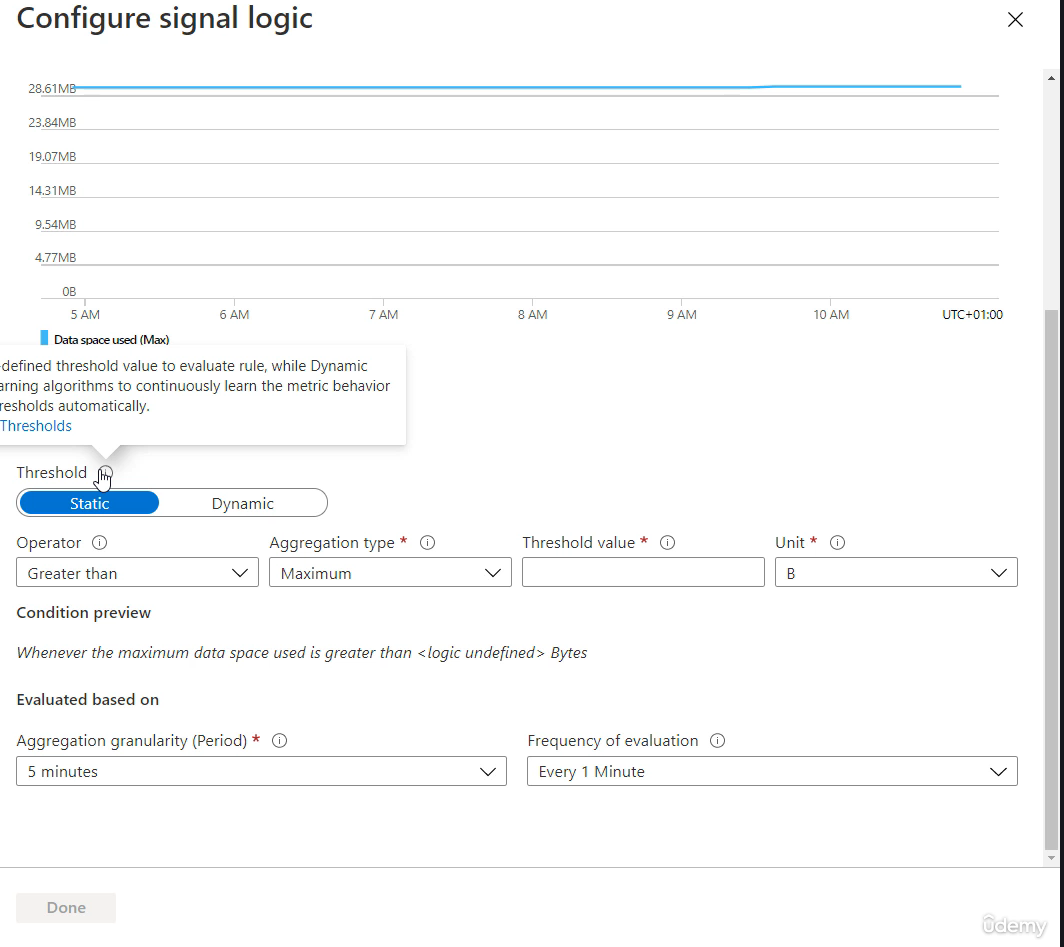 Configure signal logic
28.61MB
23.84MB
19.07MB
14.31MB
9.54MB
4.77MB
0B
5 AM 6 AM 7 AM 8 AM 9 AM 10 AM UTC+01:00
Data space used (Max)
-defined threshold value to evaluate rule, while Dynamic
arning algorithms to continuously learn the metric behavior
resholds automatically.
Thresholds
Threshold
Static Dynamic
Operator Aggregation type * Threshold value * Unit *
Greater than Maximum B
Condition preview
Whenever the maximum data space used is greater than <logic undefined> Bytes
Evaluated based on
Aggregation granularity (Period) * Frequency of evaluation
5 minutes Every 1 Minute
Done
udemy